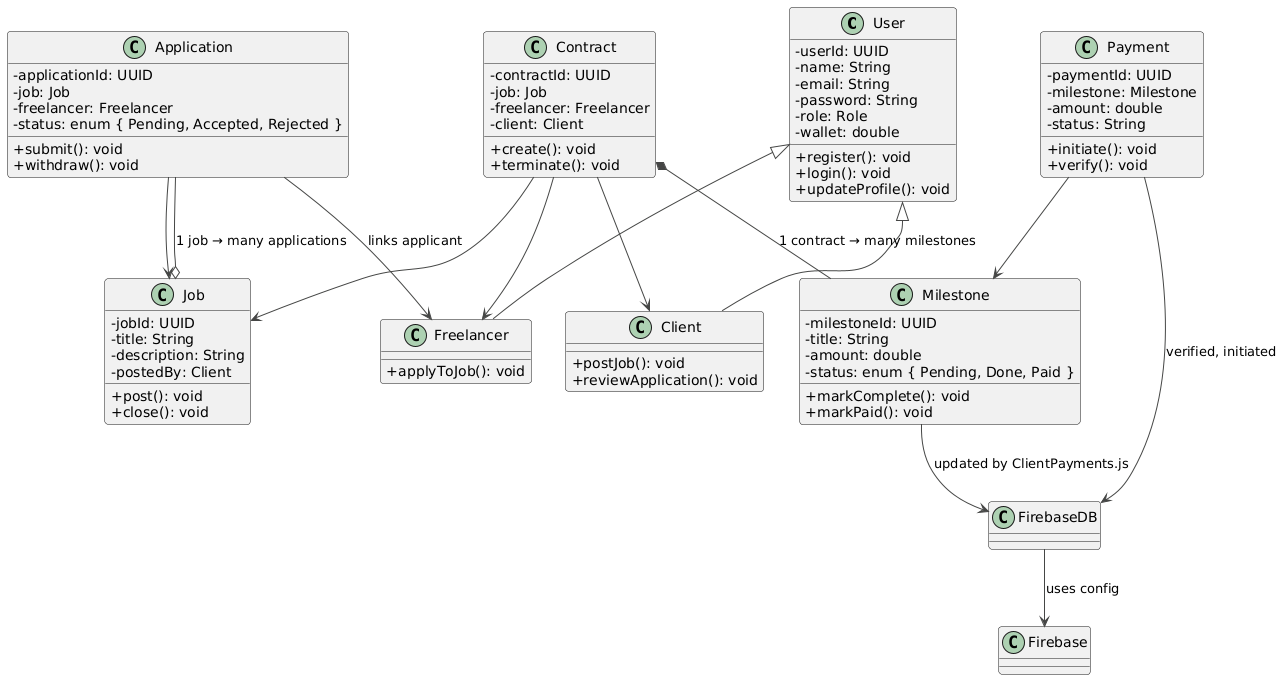 C Application
-applicationId: UUID
-job: Job
-freelancer: Freelancer
-status: enum { Pending, Accepted, Rejected }
+submit(): void
+withdraw(): void
C Contract
-contractId: UUID
-job: Job
-freelancer: Freelancer
-client: Client
+create(): void
+terminate(): void
C User
-userId: UUID
-name: String
-email: String
-password: String
-role: Role
-wallet: double
+register(): void
+login(): void
+updateProfile(): void
C Payment
-paymentId: UUID
-milestone: Milestone
-amount: double
-status: String
+initiate(): void
+verify(): void
1 job → many applications
links applicant
1 contract → many milestones
C Job
-jobId: UUID
-title: String
-description: String
-postedBy: Client
+post(): void
+close(): void
C Freelancer
+applyToJob(): void
C Client
+postJob(): void
+reviewApplication(): void
C Milestone
-milestoneId: UUID
-title: String
-amount: double
-status: enum { Pending, Done, Paid }
+markComplete(): void
+markPaid(): void
verified, initiated
updated by ClientPayments.js
C FirebaseDB
uses config
C Firebase